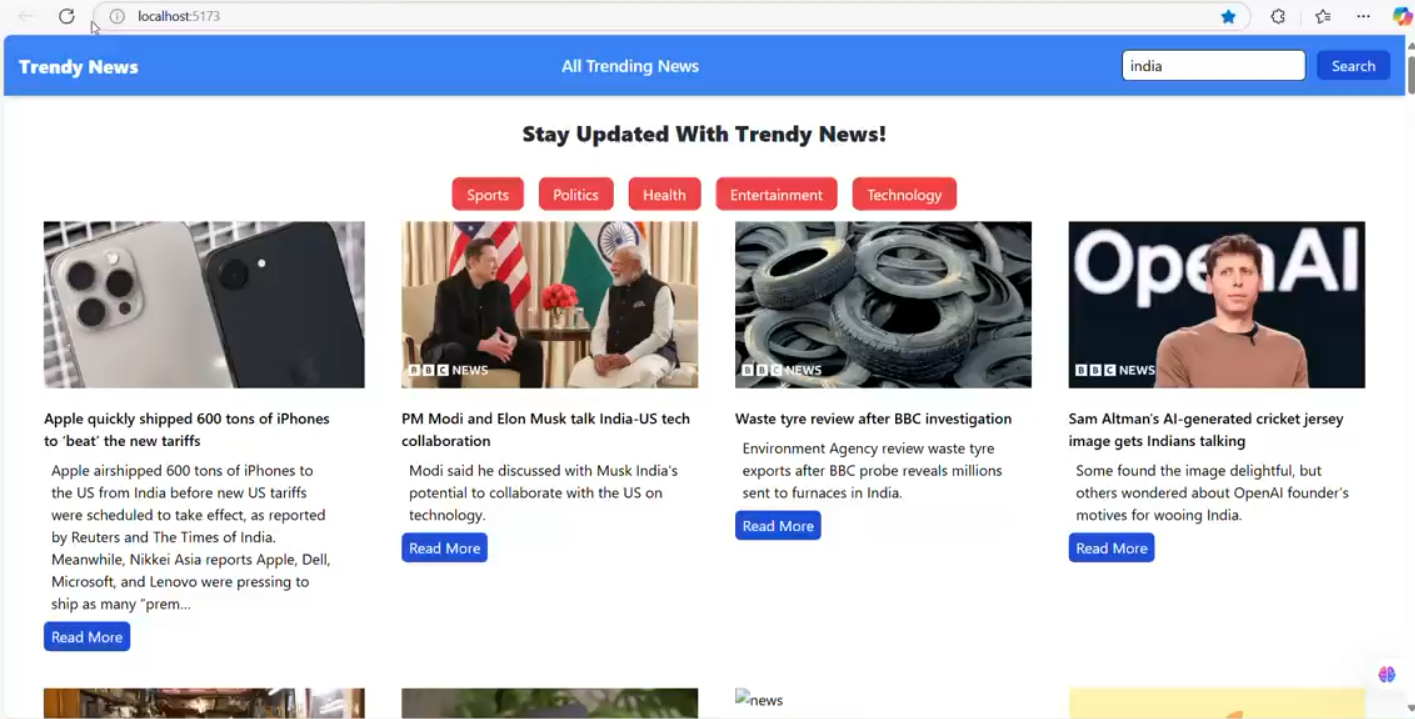 localhost:5173
Trendy News
All Trending News
india
Search
Stay Updated With Trendy News!
Sports
Politics
Health
Entertainment
Technology
Apple quickly shipped 600 tons of iPhones
to ‘beat’ the new tariffs
Apple airshipped 600 tons of iPhones to
the US from India before new US tariffs
were scheduled to take effect, as reported
by Reuters and The Times of India.
Meanwhile, Nikkei Asia reports Apple, Dell,
Microsoft, and Lenovo were pressing to
ship as many “prem…
Read More
BBC NEWS
PM Modi and Elon Musk talk India-US tech
collaboration
Modi said he discussed with Musk India's
potential to collaborate with the US on
technology.
Read More
BBC NEWS
Waste tyre review after BBC investigation
Environment Agency review waste tyre
exports after BBC probe reveals millions
sent to furnaces in India.
Read More
OpenAI
BBC NEWS
Sam Altman's AI-generated cricket jersey
image gets Indians talking
Some found the image delightful, but
others wondered about OpenAI founder's
motives for wooing India.
Read More
news